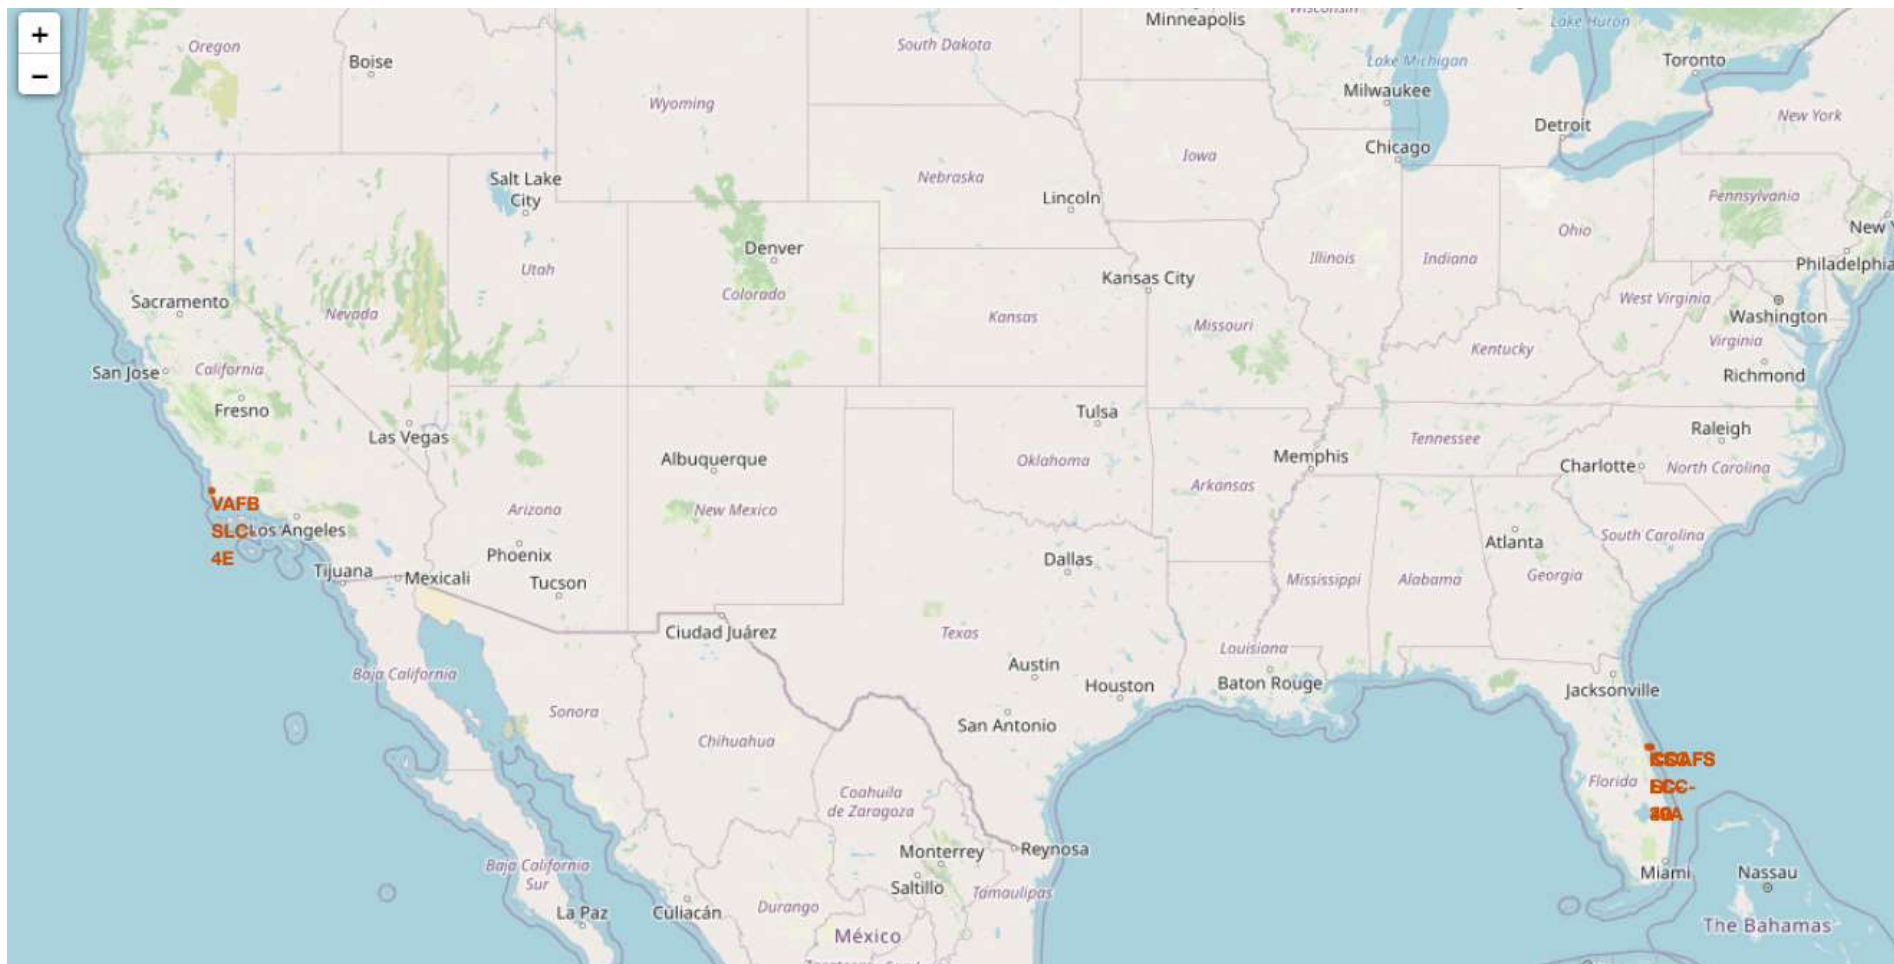 +
−
Minneapolis
Wisconsin
Lake Huron
Oregon
Boise
South Dakota
Lake Michigan
Toronto
Milwaukee
Wyoming
New York
Detroit
Chicago
Iowa
Salt Lake
City
Nebraska
Lincoln
Pennsylvania
New Y
Ohio
Denver
Illinois
Indiana
Philadelphia
Utah
Kansas City
Colorado
West Virginia
Sacramento
Nevada
Kansas
Missouri
Washington
Virginia
Kentucky
San Jose
California
Richmond
Fresno
Tulsa
Las Vegas
Raleigh
Tennessee
Albuquerque
Oklahoma
Memphis
Charlotte
North Carolina
Arkansas
VAFB
SLC-
4E
Los Angeles
Arizona
New Mexico
South Carolina
Atlanta
Phoenix
Dallas
Tijuana
Mexicali
Tucson
Mississippi
Alabama
Georgia
Ciudad Juárez
Texas
Louisiana
Austin
Baja California
Houston
Baton Rouge
Jacksonville
Sonora
San Antonio
Chihuahua
Florida
Coahuila
de Zaragoza
Monterrey
Reynosa
Baja California
Sur
Saltillo
Tamaulipas
Miami
Nassau
La Paz
Culiacán
Durango
México
The Bahamas